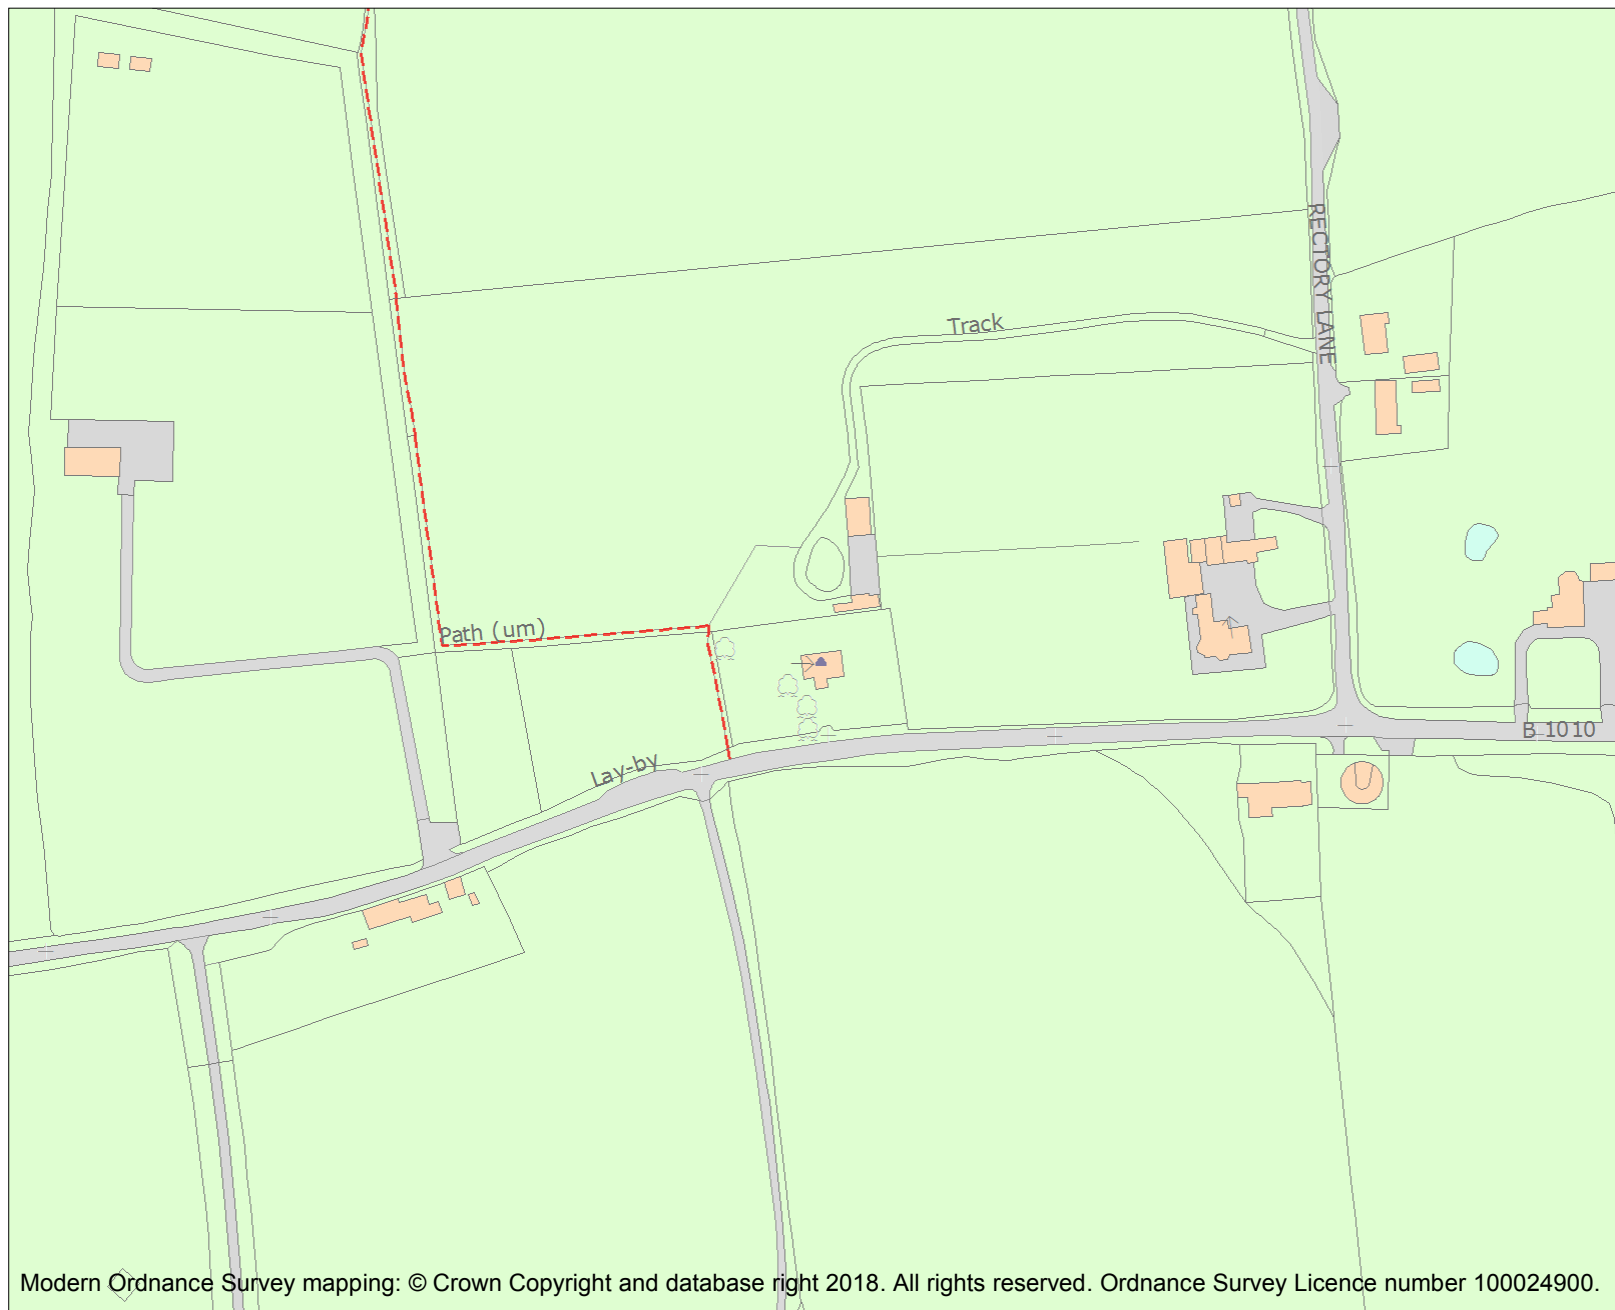 RECTORY LANE
Track
Path (um)
Lay-by
B 1010
Modern Ordnance Survey mapping: © Crown Copyright and database right 2018. All rights reserved. Ordnance Survey Licence number 100024900.